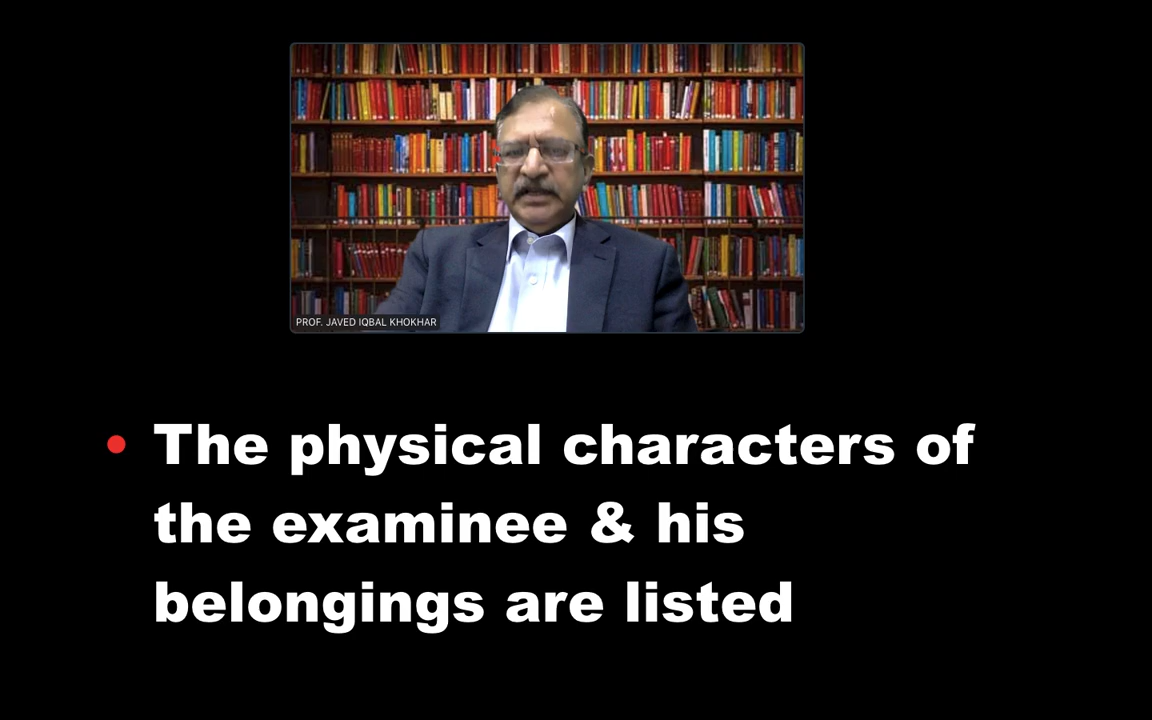 PROF. JAVED IQBAL KHOKHAR
• The physical characters of
the examinee & his
belongings are listed